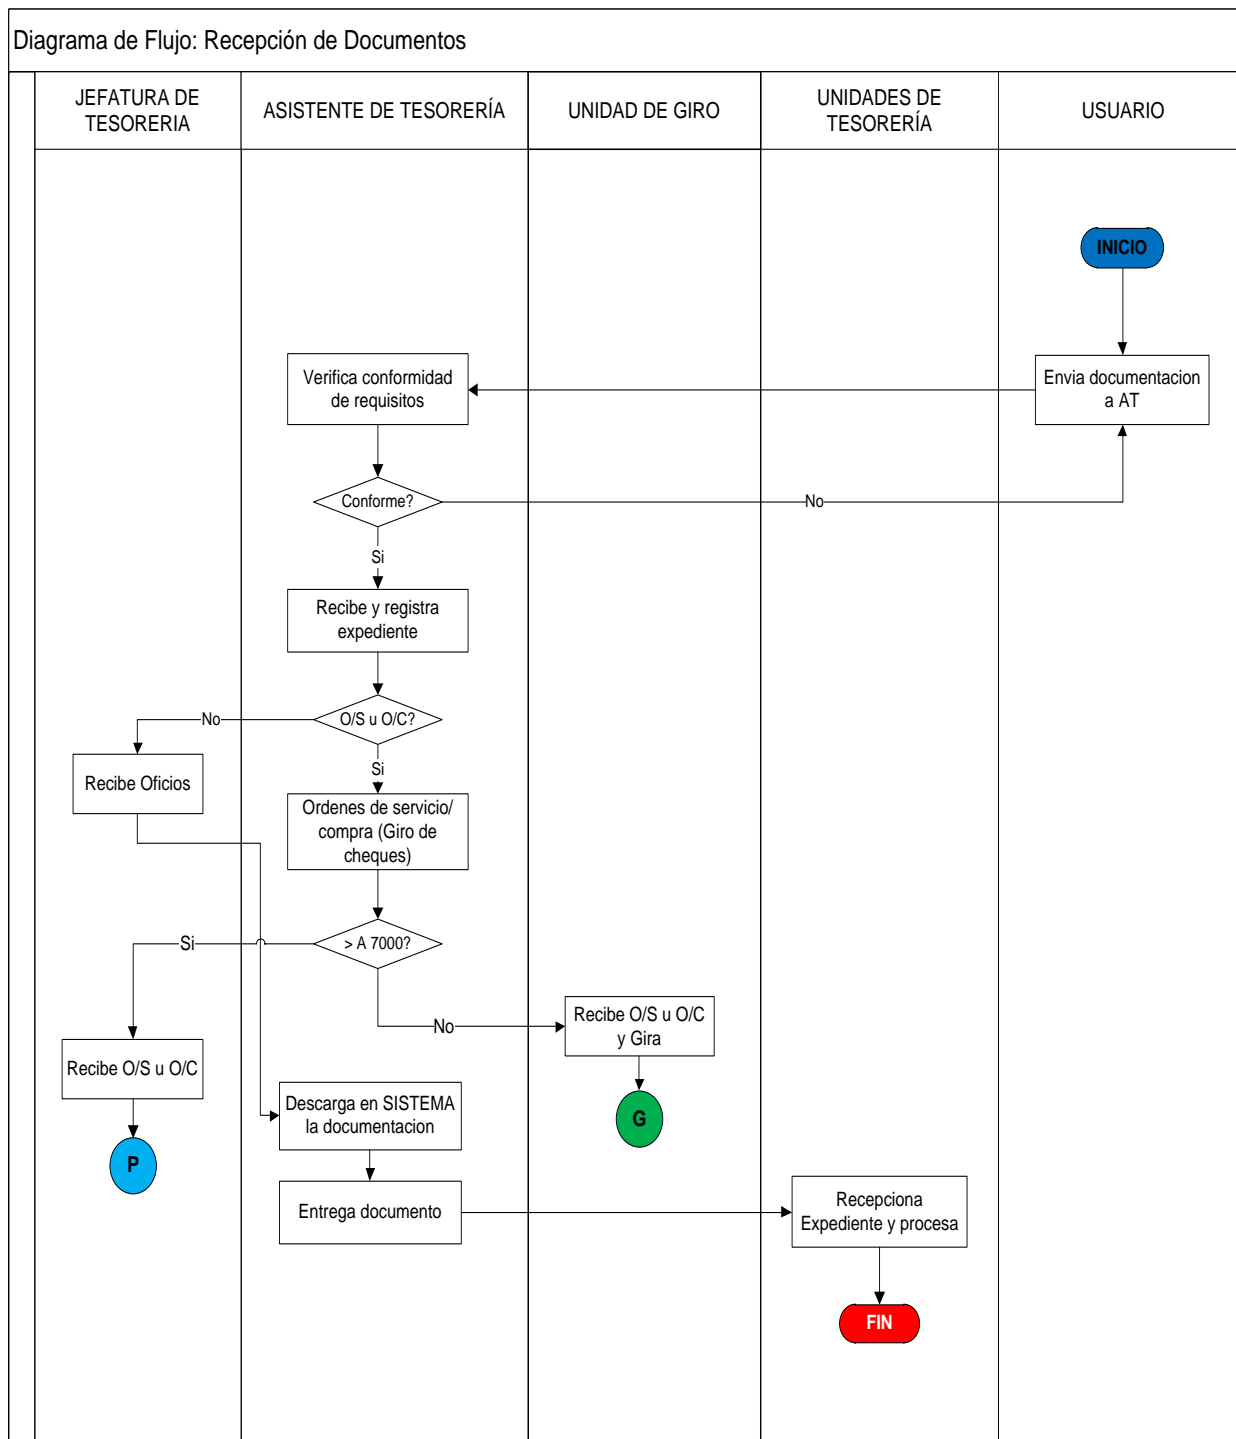 Diagrama de Flujo: Recepción de Documentos
JEFATURA DE
TESORERIA
ASISTENTE DE TESORERÍA
UNIDAD DE GIRO
UNIDADES DE
TESORERÍA
USUARIO
INICIO
Verifica conformidad
de requisitos
Envia documentacion
a AT
Conforme?
No
Si
Recibe y registra
expediente
No
O/S u O/C?
Recibe Oficios
Si
Ordenes de servicio/
compra (Giro de
cheques)
Si
> A 7000?
No
Recibe O/S u O/C
y Gira
Recibe O/S u O/C
Descarga en SISTEMA
la documentacion
G
P
Entrega documento
Recepciona
Expediente y procesa
FIN